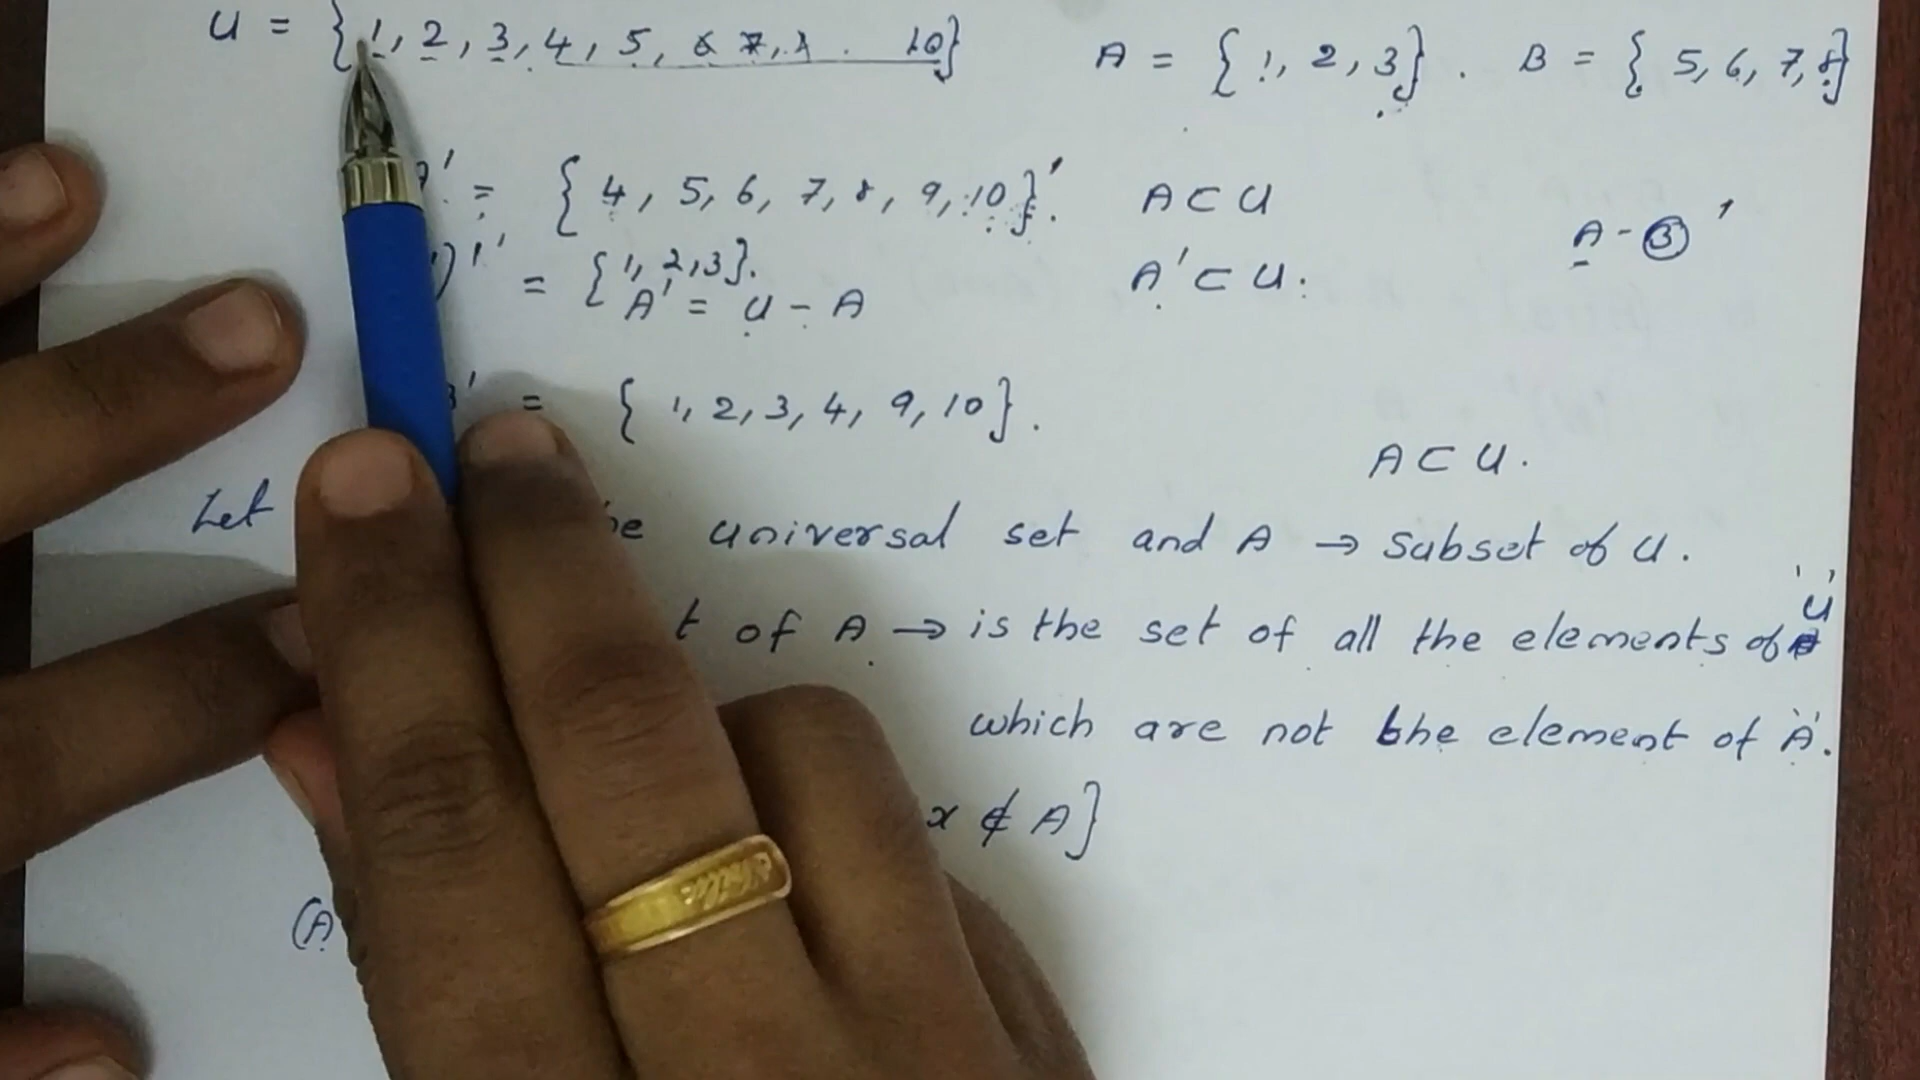 U = {1, 2, 3, 4, 5, 6 7, . 10} A = {1, 2, 3}. B = {5, 6, 7, 8}
A' = {4, 5, 6, 7, 8, 9, 10}'. A ⊂ U
A - B '
)' ' = {1, 2, 3}. A' ⊂ U.
A' = U - A
B' = {1, 2, 3, 4, 9, 10}.
A ⊂ U.
Let be universal set and A → Subset of U.
t of A → is the set of all the elements of U
which are not the element of A.
x ∉ A}
(A